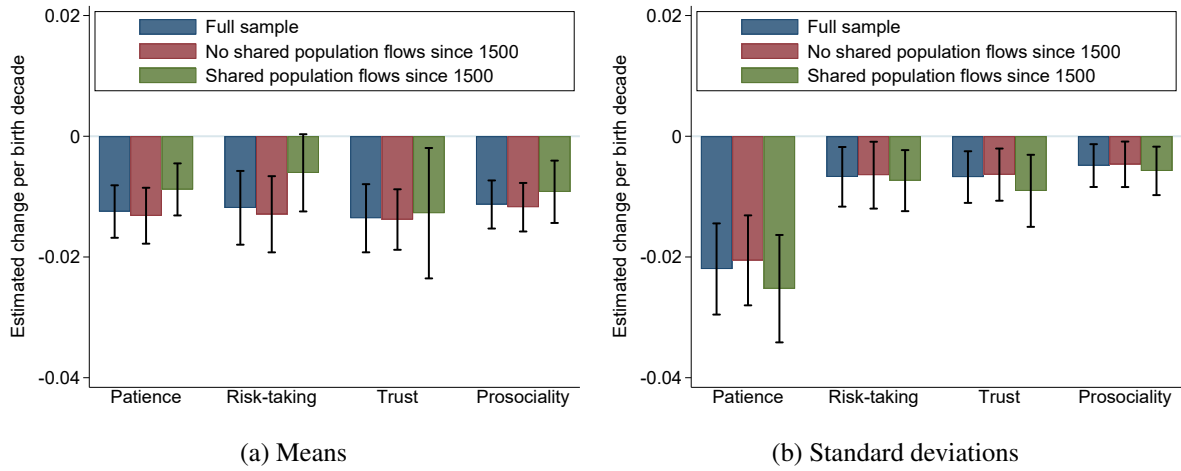 Estimated change per birth decade
0.02
0
-0.02
-0.04
Full sample
No shared population flows since 1500
Shared population flows since 1500
Patience Risk-taking Trust Prosociality
(a) Means
Estimated change per birth decade
0.02
0
-0.02
-0.04
Full sample
No shared population flows since 1500
Shared population flows since 1500
Patience Risk-taking Trust Prosociality
(b) Standard deviations